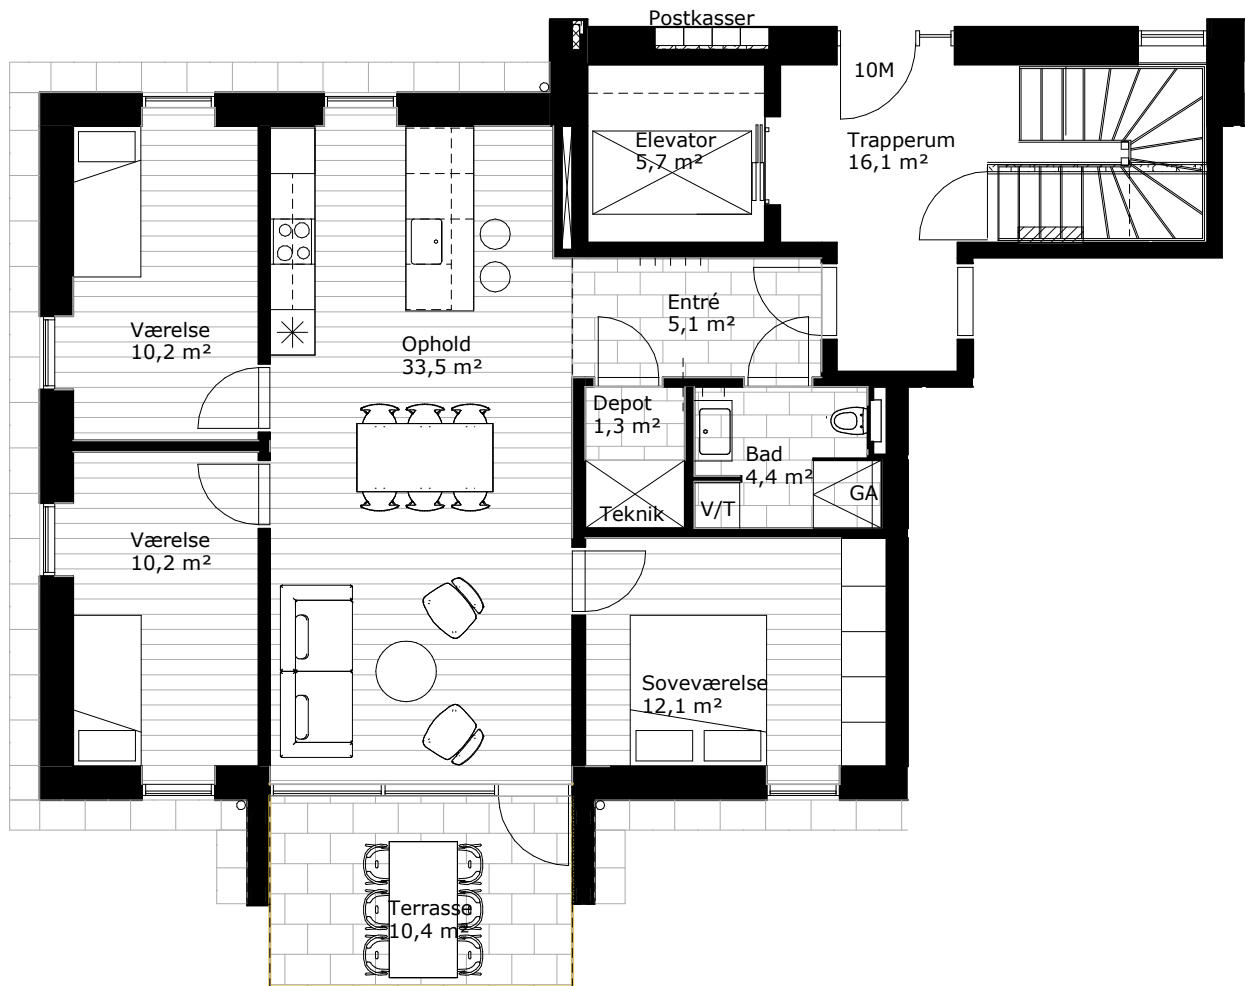 Postkasser
10M
Elevator
5,7 m²
Trapperum
16,1 m²
Entré
5,1 m²
Værelse
10,2 m²
Ophold
33,5 m²
Depot
1,3 m²
Bad
4,4 m²
GA
V/T
Teknik
Værelse
10,2 m²
Soveværelse
12,1 m²
Terrasse
10,4 m²